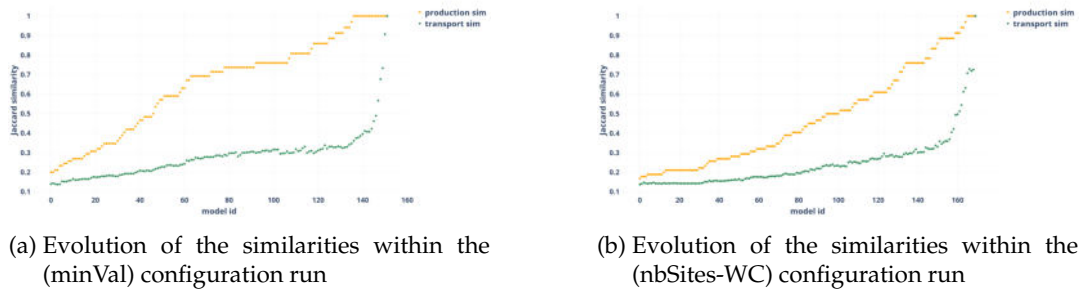 production sim
transport sim
1
0.9
0.8
0.7
0.6
0.5
0.4
0.3
0.2
0.1
jaccard similarity
0 20 40 60 80 100 120 140 160
model id
(a) Evolution of the similarities within the
(minVal) configuration run
production sim
transport sim
1
0.9
0.8
0.7
0.6
0.5
0.4
0.3
0.2
0.1
jaccard similarity
0 20 40 60 80 100 120 140 160
model id
(b) Evolution of the similarities within the
(nbSites-WC) configuration run